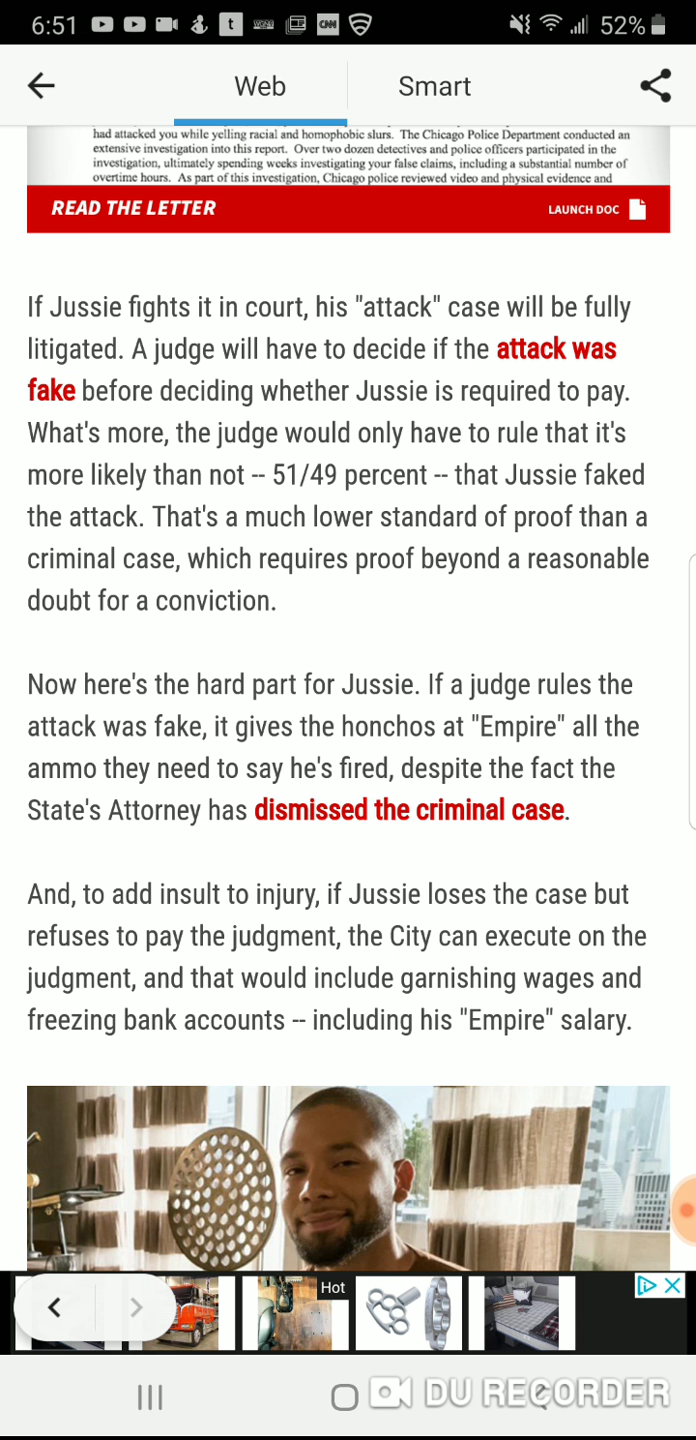 6:51
t
WGN9
CNN
52%
Web
Smart
had attacked you while yelling racial and homophobic slurs. The Chicago Police Department conducted an
extensive investigation into this report. Over two dozen detectives and police officers participated in the
investigation, ultimately spending weeks investigating your false claims, including a substantial number of
overtime hours. As part of this investigation, Chicago police reviewed video and physical evidence and
READ THE LETTER
LAUNCH DOC
If Jussie fights it in court, his "attack" case will be fully
litigated. A judge will have to decide if the attack was
fake before deciding whether Jussie is required to pay.
What's more, the judge would only have to rule that it's
more likely than not -- 51/49 percent -- that Jussie faked
the attack. That's a much lower standard of proof than a
criminal case, which requires proof beyond a reasonable
doubt for a conviction.
Now here's the hard part for Jussie. If a judge rules the
attack was fake, it gives the honchos at "Empire" all the
ammo they need to say he's fired, despite the fact the
State's Attorney has dismissed the criminal case.
And, to add insult to injury, if Jussie loses the case but
refuses to pay the judgment, the City can execute on the
judgment, and that would include garnishing wages and
freezing bank accounts -- including his "Empire" salary.
Hot
DU RECORDER